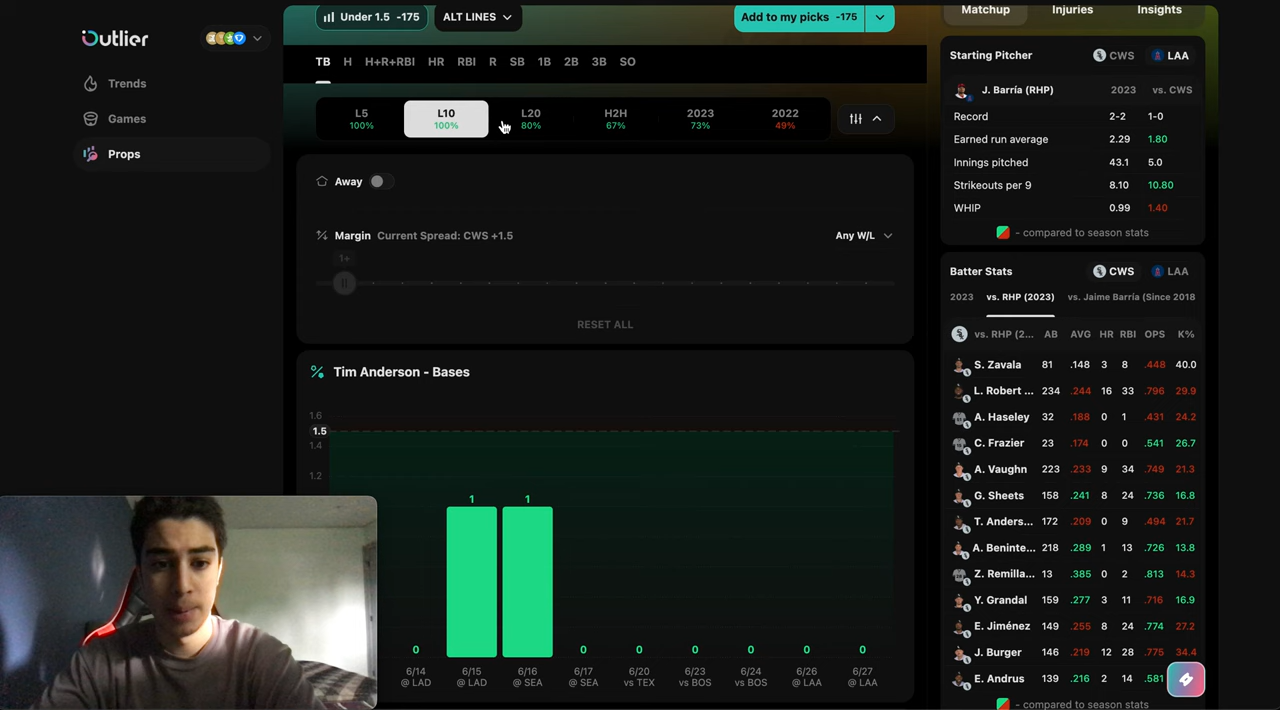 Outlier
Trends
Games
Props
Under 1.5 -175
ALT LINES
Add to my picks -175
TB H H+R+RBI HR RBI R SB 1B 2B 3B SO
L5 L10 L20 H2H 2023 2022
100% 100% 80% 67% 73% 49%
Away
Margin Current Spread: CWS +1.5
Any W/L
1+
RESET ALL
Tim Anderson - Bases
1.6
1.5
1.4
1.2
0 1 1 0 0 0 0 0 0
6/14 6/15 6/16 6/17 6/20 6/23 6/24 6/26 6/27
@ LAD @ LAD @ SEA @ SEA vs TEX vs BOS vs BOS @ LAA @ LAA
Matchup Injuries Insights
Starting Pitcher CWS LAA
J. Barría (RHP) 2023 vs. CWS
Record 2-2 1-0
Earned run average 2.29 1.80
Innings pitched 43.1 5.0
Strikeouts per 9 8.10 10.80
WHIP 0.99 1.40
- compared to season stats
Batter Stats CWS LAA
2023 vs. RHP (2023) vs. Jaime Barría (Since 2018
vs. RHP (2... AB AVG HR RBI OPS K%
S. Zavala 81 .148 3 8 .448 40.0
L. Robert ... 234 .244 16 33 .796 29.9
A. Haseley 32 .188 0 1 .431 24.2
C. Frazier 23 .174 0 0 .541 26.7
A. Vaughn 223 .233 9 34 .749 21.3
G. Sheets 158 .241 8 24 .736 16.8
T. Anders... 172 .209 0 9 .494 21.7
A. Beninte... 218 .289 1 13 .726 13.8
Z. Remilla... 13 .385 0 2 .813 14.3
Y. Grandal 159 .277 3 11 .716 16.9
E. Jiménez 149 .255 8 24 .774 27.2
J. Burger 146 .219 12 28 .775 34.4
E. Andrus 139 .216 2 14 .581
- compared to season stats